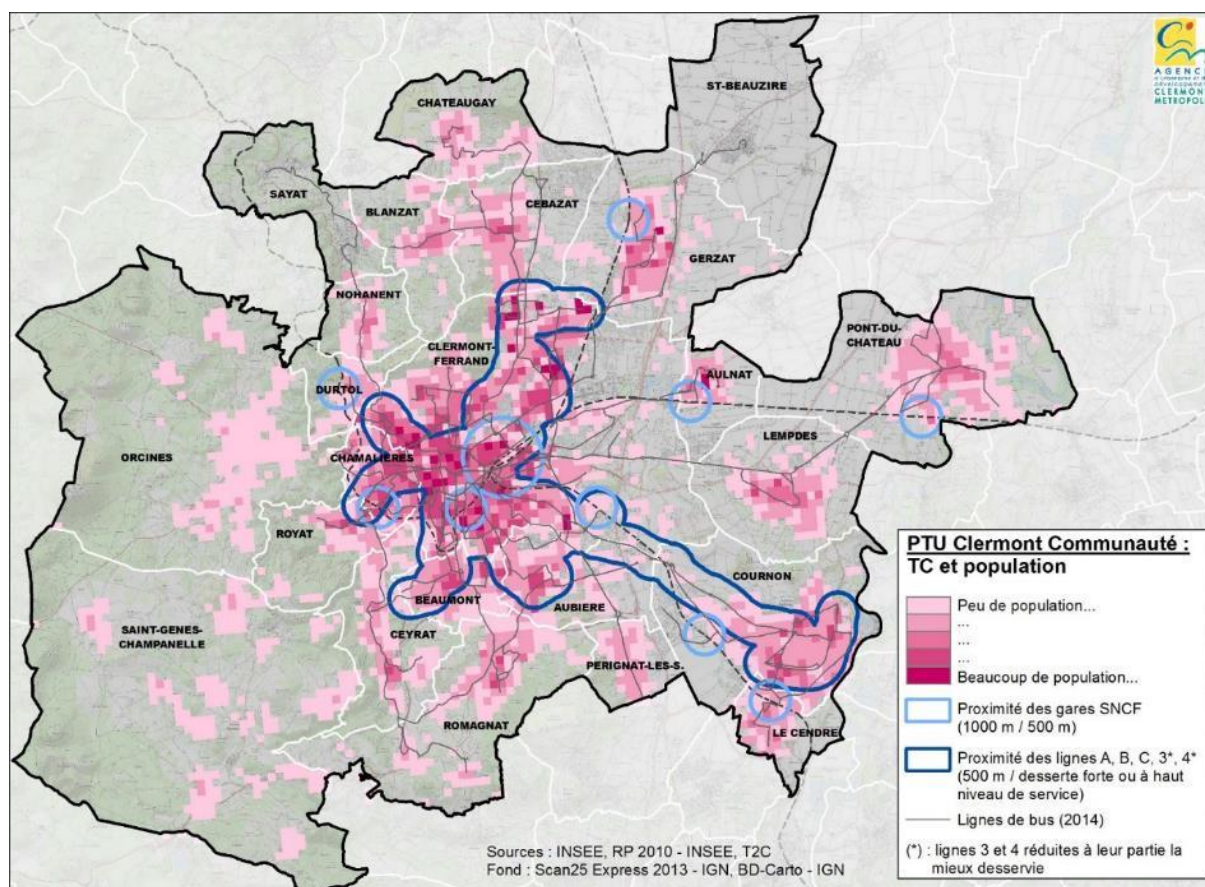 AGENCE
CLERMONT
METROPOLE
ST-BEAUZIRE
CHATEAUGAY
SAYAT
BLANZAT
CEBAZAT
GERZAT
NOHANENT
PONT-DU-
CHATEAU
CLERMONT-
FERRAND
AULNAT
DURTOL
LEMPDES
ORCINES
CHAMALIERES
ROYAT
COURNON
BEAUMONT
AUBIERE
SAINT-GENES-
CHAMPANELLE
CEYRAT
PERIGNAT-LES-S.
ROMAGNAT
LE CENDRE
PTU Clermont Communauté :
TC et population
Peu de population...
...
...
...
Beaucoup de population...
Proximité des gares SNCF
(1000 m / 500 m)
Proximité des lignes A, B, C, 3*, 4*
(500 m / desserte forte ou à haut
niveau de service)
Lignes de bus (2014)
(*) : lignes 3 et 4 réduites à leur partie la
mieux desservie
Sources : INSEE, RP 2010 - INSEE, T2C
Fond : Scan25 Express 2013 - IGN, BD-Carto - IGN